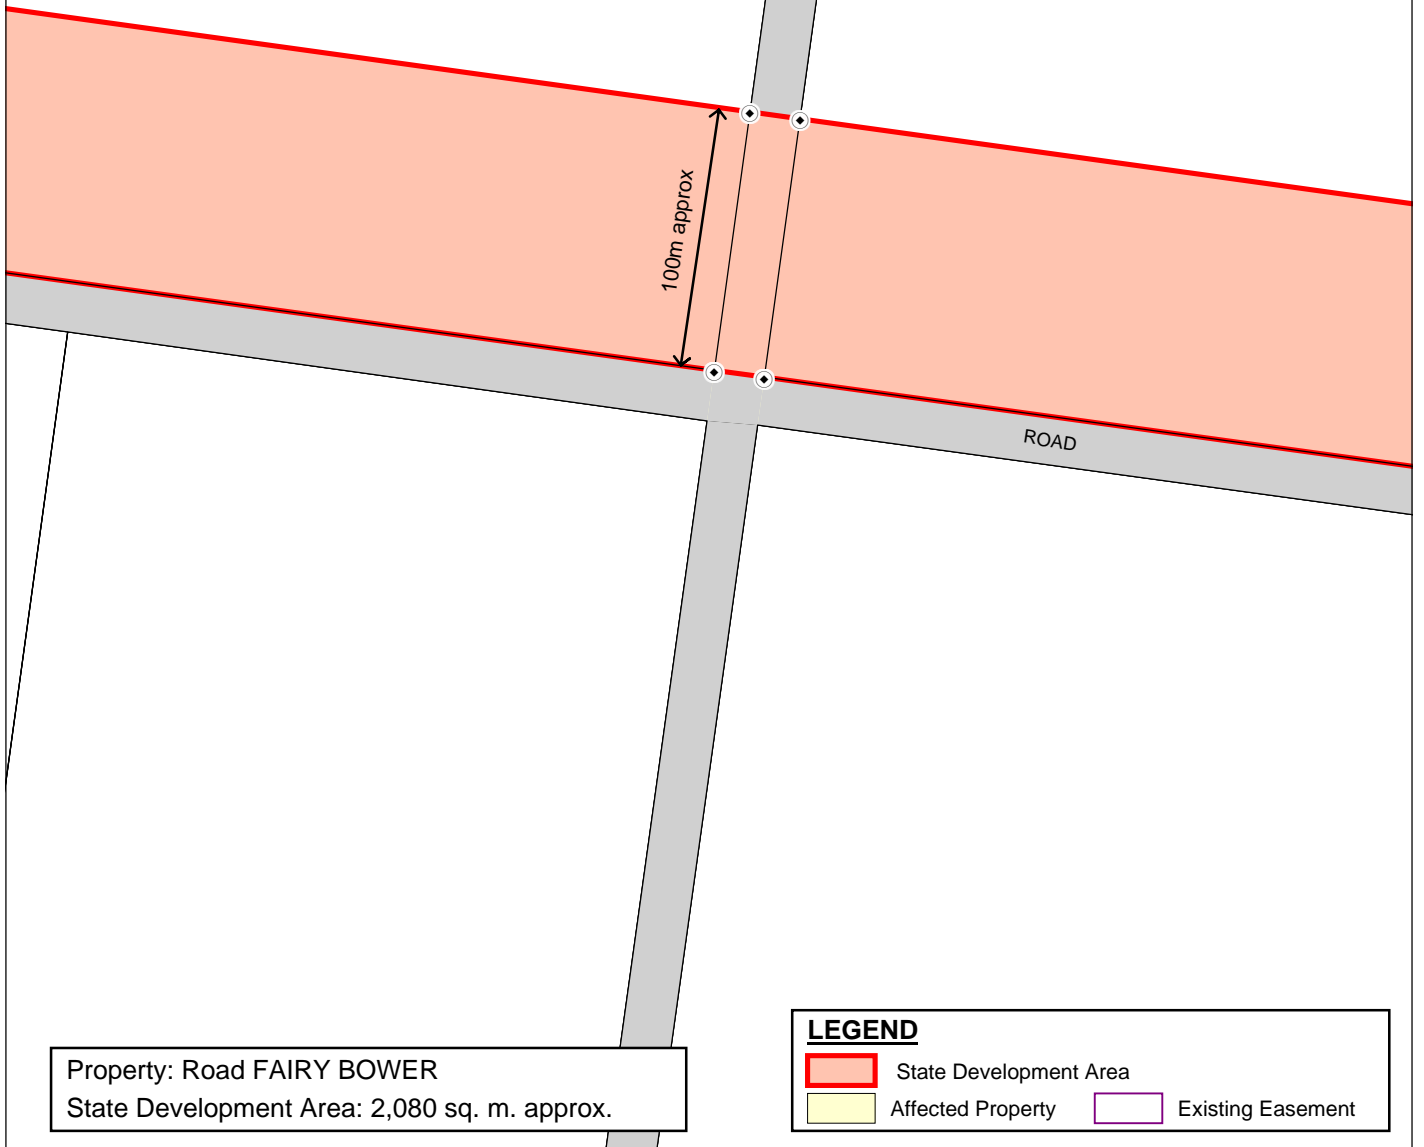 100m approx
ROAD
Property: Road FAIRY BOWER
State Development Area: 2,080 sq. m. approx.
LEGEND
State Development Area
Affected Property
Existing Easement